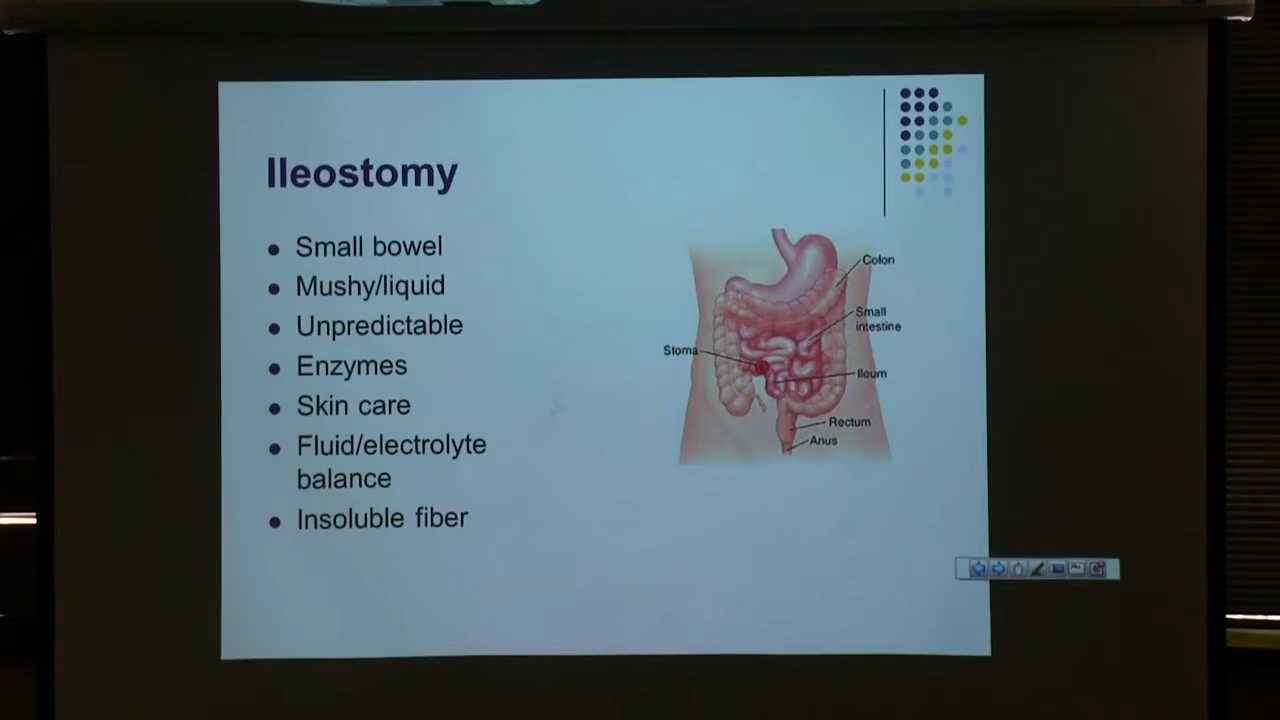 Ileostomy
Small bowel
Mushy/liquid
Unpredictable
Enzymes
Skin care
Fluid/electrolyte
balance
Insoluble fiber
Colon
Small
intestine
Stoma
Ileum
Rectum
Anus